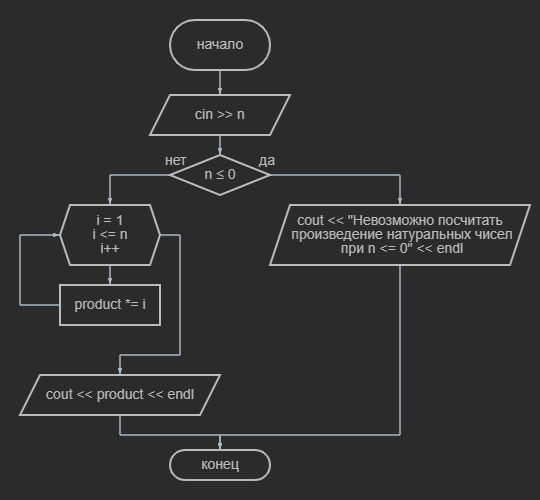 начало
cin >> n
нет
да
n ≤ 0
i = 1
i <= n
i++
cout << "Невозможно посчитать
произведение натуральных чисел
при n <= 0" << endl
product *= i
cout << product << endl
конец